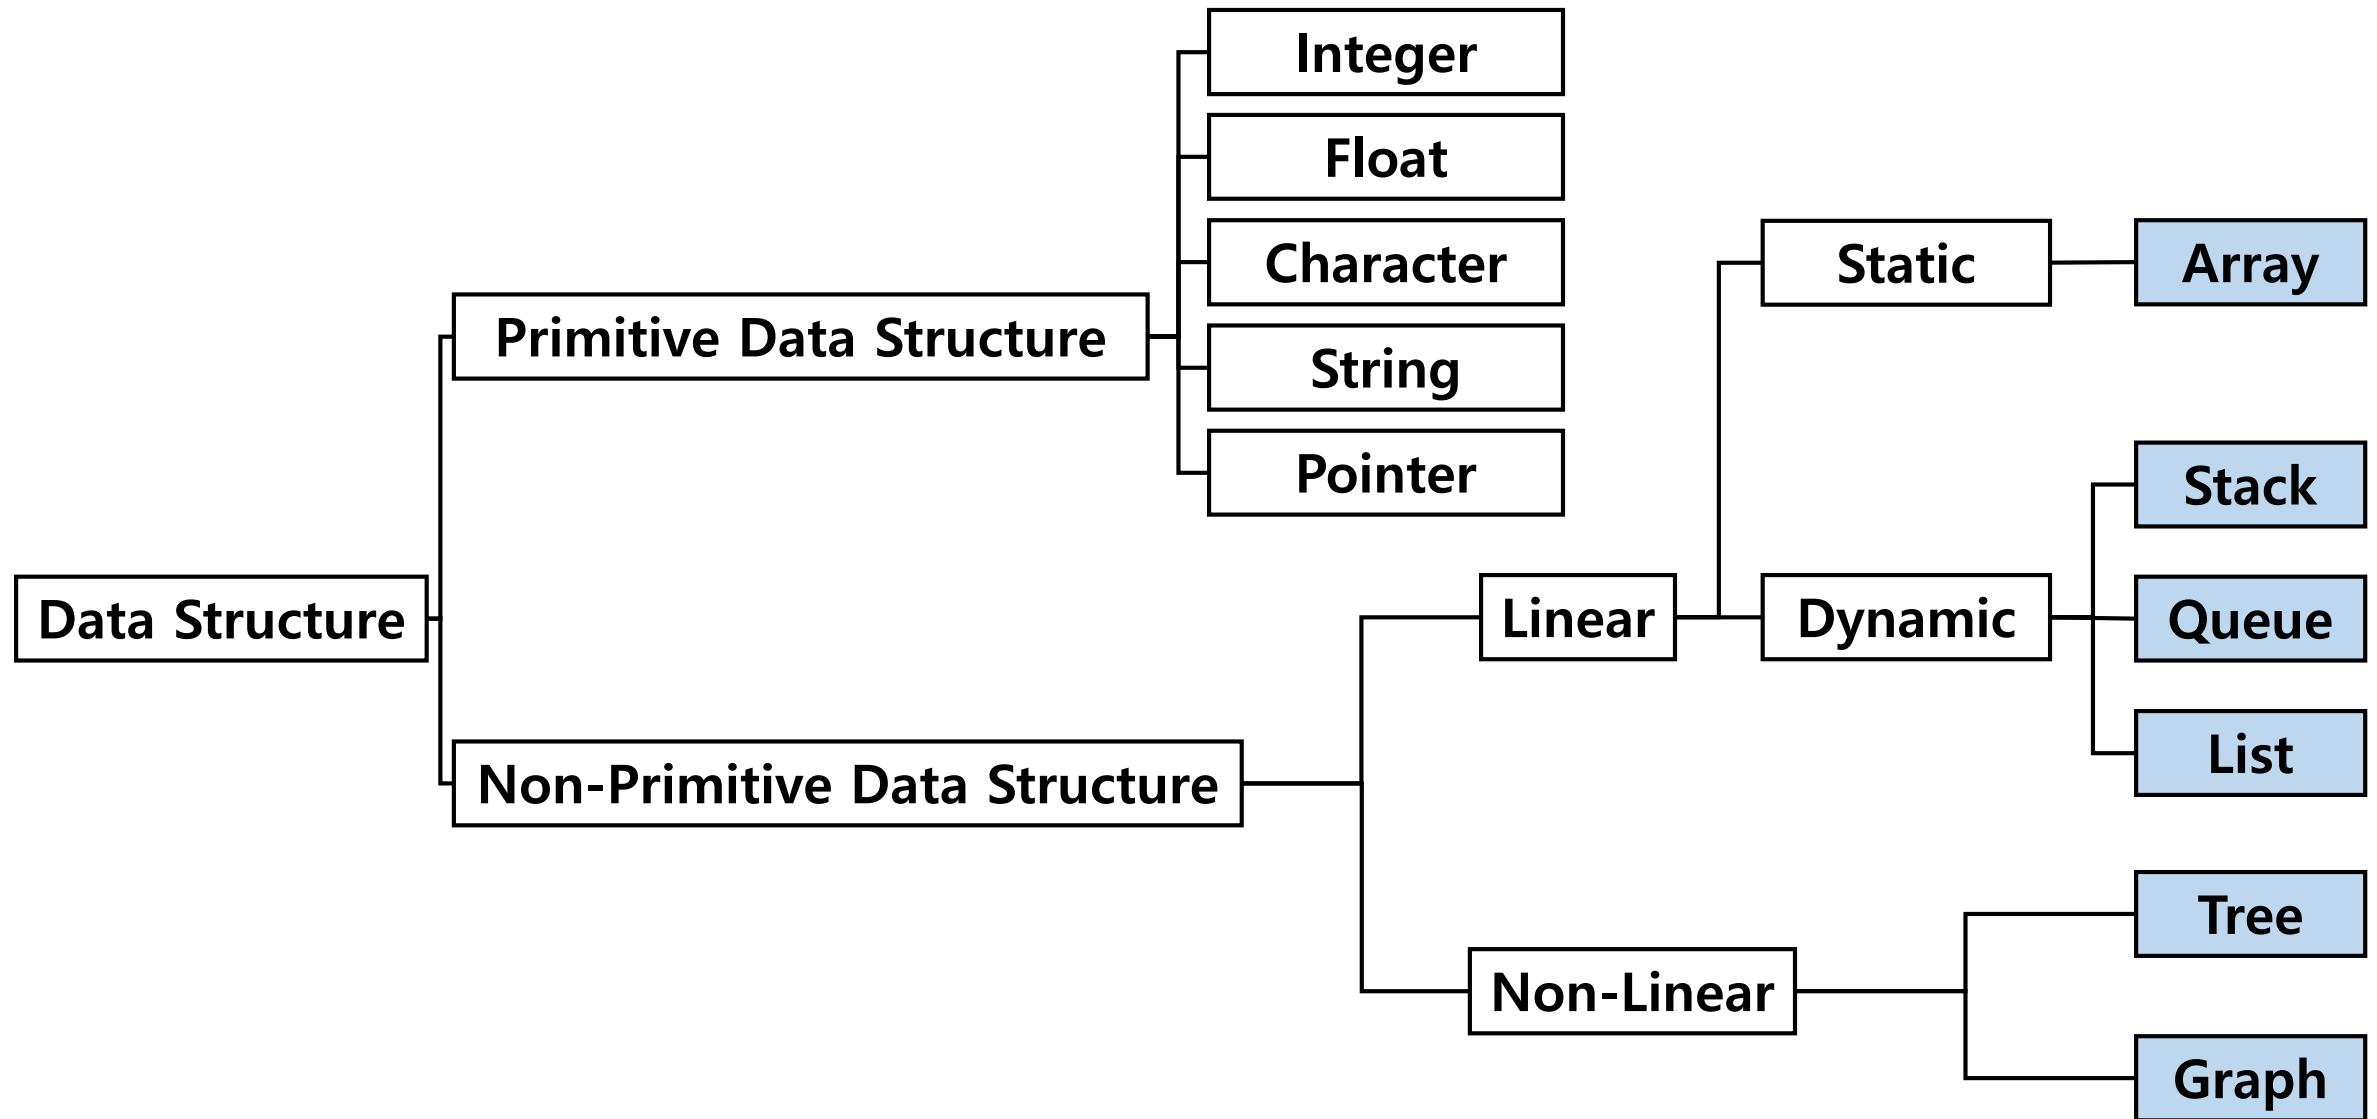 Data Structure
Primitive Data Structure
Integer
Float
Character
String
Pointer
Non-Primitive Data Structure
Linear
Static
Array
Dynamic
Stack
Queue
List
Non-Linear
Tree
Graph